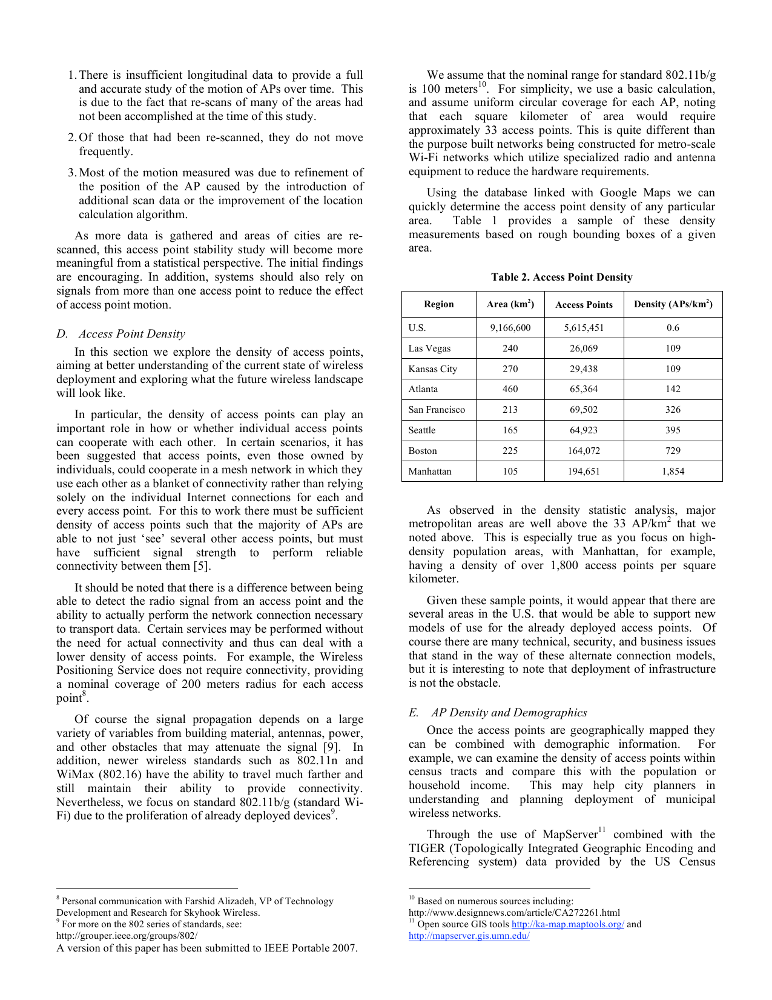 1. There is insufficient longitudinal data to provide a full
and accurate study of the motion of APs over time. This
is due to the fact that re-scans of many of the areas had
not been accomplished at the time of this study.
2. Of those that had been re-scanned, they do not move
frequently.
3. Most of the motion measured was due to refinement of
the position of the AP caused by the introduction of
additional scan data or the improvement of the location
calculation algorithm.
As more data is gathered and areas of cities are re-
scanned, this access point stability study will become more
meaningful from a statistical perspective. The initial findings
are encouraging. In addition, systems should also rely on
signals from more than one access point to reduce the effect
of access point motion.
D. Access Point Density
In this section we explore the density of access points,
aiming at better understanding of the current state of wireless
deployment and exploring what the future wireless landscape
will look like.
In particular, the density of access points can play an
important role in how or whether individual access points
can cooperate with each other. In certain scenarios, it has
been suggested that access points, even those owned by
individuals, could cooperate in a mesh network in which they
use each other as a blanket of connectivity rather than relying
solely on the individual Internet connections for each and
every access point. For this to work there must be sufficient
density of access points such that the majority of APs are
able to not just ‘see’ several other access points, but must
have sufficient signal strength to perform reliable
connectivity between them [5].
It should be noted that there is a difference between being
able to detect the radio signal from an access point and the
ability to actually perform the network connection necessary
to transport data. Certain services may be performed without
the need for actual connectivity and thus can deal with a
lower density of access points. For example, the Wireless
Positioning Service does not require connectivity, providing
a nominal coverage of 200 meters radius for each access
point8.
Of course the signal propagation depends on a large
variety of variables from building material, antennas, power,
and other obstacles that may attenuate the signal [9]. In
addition, newer wireless standards such as 802.11n and
WiMax (802.16) have the ability to travel much farther and
still maintain their ability to provide connectivity.
Nevertheless, we focus on standard 802.11b/g (standard Wi-
Fi) due to the proliferation of already deployed devices9.
8 Personal communication with Farshid Alizadeh, VP of Technology
Development and Research for Skyhook Wireless.
9 For more on the 802 series of standards, see:
http://grouper.ieee.org/groups/802/
A version of this paper has been submitted to IEEE Portable 2007.
We assume that the nominal range for standard 802.11b/g
is 100 meters10. For simplicity, we use a basic calculation,
and assume uniform circular coverage for each AP, noting
that each square kilometer of area would require
approximately 33 access points. This is quite different than
the purpose built networks being constructed for metro-scale
Wi-Fi networks which utilize specialized radio and antenna
equipment to reduce the hardware requirements.
Using the database linked with Google Maps we can
quickly determine the access point density of any particular
area. Table 1 provides a sample of these density
measurements based on rough bounding boxes of a given
area.
Table 2. Access Point Density
Region Area (km2) Access Points Density (APs/km2)
U.S. 9,166,600 5,615,451 0.6
Las Vegas 240 26,069 109
Kansas City 270 29,438 109
Atlanta 460 65,364 142
San Francisco 213 69,502 326
Seattle 165 64,923 395
Boston 225 164,072 729
Manhattan 105 194,651 1,854
As observed in the density statistic analysis, major
metropolitan areas are well above the 33 AP/km2 that we
noted above. This is especially true as you focus on high-
density population areas, with Manhattan, for example,
having a density of over 1,800 access points per square
kilometer.
Given these sample points, it would appear that there are
several areas in the U.S. that would be able to support new
models of use for the already deployed access points. Of
course there are many technical, security, and business issues
that stand in the way of these alternate connection models,
but it is interesting to note that deployment of infrastructure
is not the obstacle.
E. AP Density and Demographics
Once the access points are geographically mapped they
can be combined with demographic information. For
example, we can examine the density of access points within
census tracts and compare this with the population or
household income. This may help city planners in
understanding and planning deployment of municipal
wireless networks.
Through the use of MapServer11 combined with the
TIGER (Topologically Integrated Geographic Encoding and
Referencing system) data provided by the US Census
10 Based on numerous sources including:
http://www.designnews.com/article/CA272261.html
11 Open source GIS tools http://ka-map.maptools.org/ and
http://mapserver.gis.umn.edu/